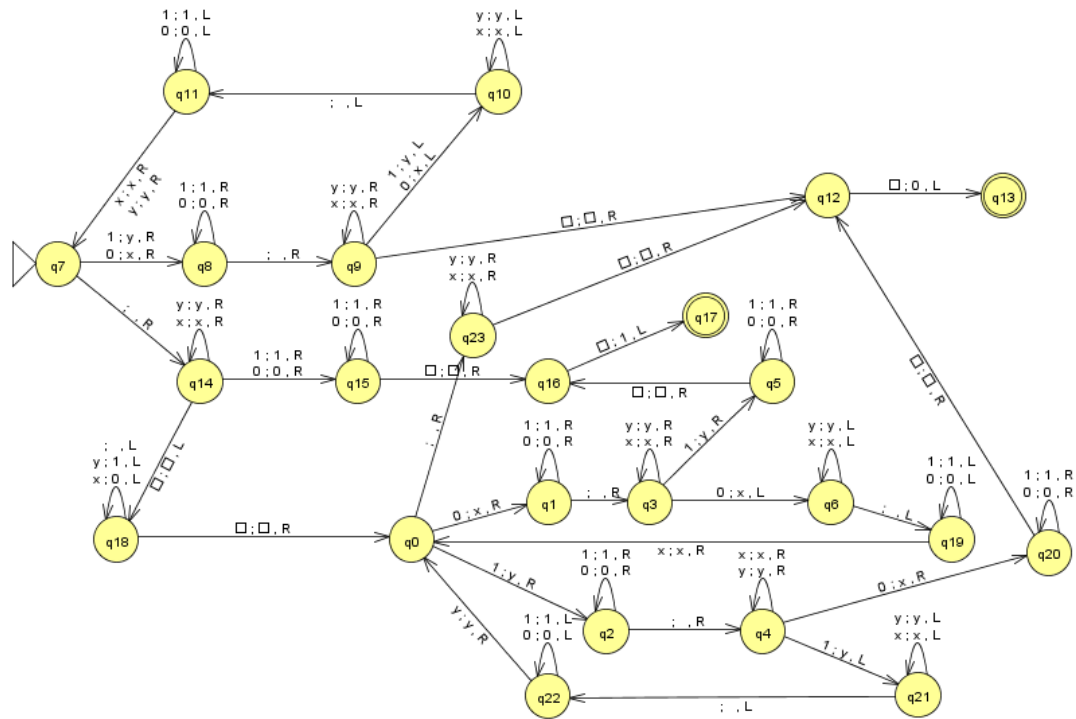 1 ; 1 , L
0 ; 0 , L
y ; y , L
x ; x , L
q11
q10
; , L
x ; x , R
y ; y , R
1 ; y , L
0 ; x , L
1 ; 1 , R
0 ; 0 , R
y ; y , R
x ; x , R
q12
□ ; 0 , L
q13
1 ; y , R
0 ; x , R
□ ; □ , R
q7
q8
; , R
q9
□ ; □ , R
y ; y , R
x ; x , R
; , R
y ; y , R
x ; x , R
1 ; 1 , R
0 ; 0 , R
q23
q17
1 ; 1 , R
0 ; 0 , R
□ ; 1 , L
1 ; 1 , R
0 ; 0 , R
□ ; □ , R
q14
q15
q16
□ ; □ , R
q5
□ ; □ , R
; , R
1 ; y , R
1 ; 1 , R
0 ; 0 , R
y ; y , R
x ; x , R
y ; y , L
x ; x , L
; , L
y ; 1 , L
x ; 0 , L
□ ; □ , L
1 ; 1 , L
0 ; 0 , L
1 ; 1 , R
0 ; 0 , R
0 ; x , R
q1
; , R
q3
0 ; x , L
q6
; , L
q18
□ ; □ , R
q0
q19
q20
x ; x , R
1 ; 1 , R
0 ; 0 , R
x ; x , R
y ; y , R
1 ; y , R
0 ; x , R
y ; y , R
1 ; 1 , L
0 ; 0 , L
q2
; , R
q4
y ; y , L
x ; x , L
1 ; y , L
q22
; , L
q21